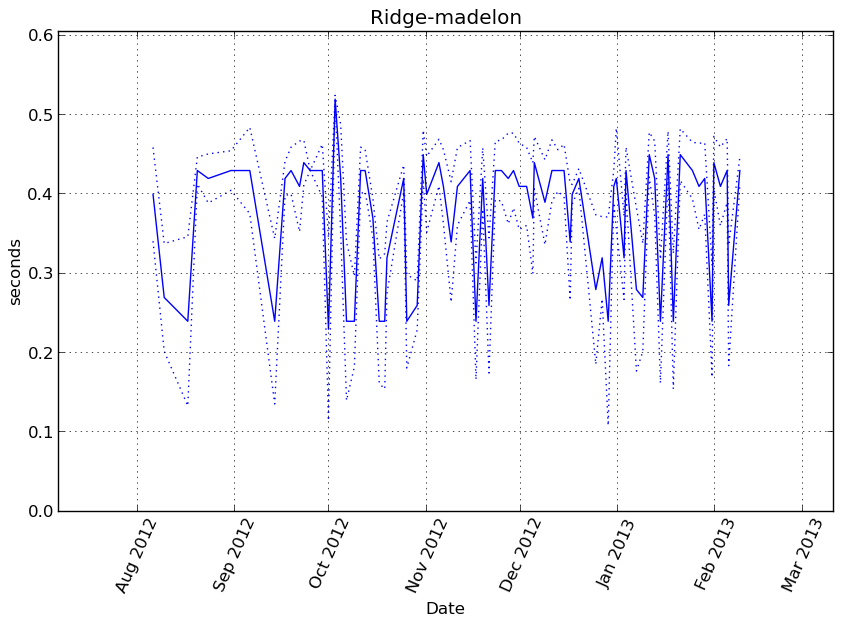 Ridge-madelon
0.6
0.5
0.4
0.3
0.2
0.1
0.0
seconds
Aug 2012
Sep 2012
Oct 2012
Nov 2012
Dec 2012
Jan 2013
Feb 2013
Mar 2013
Date